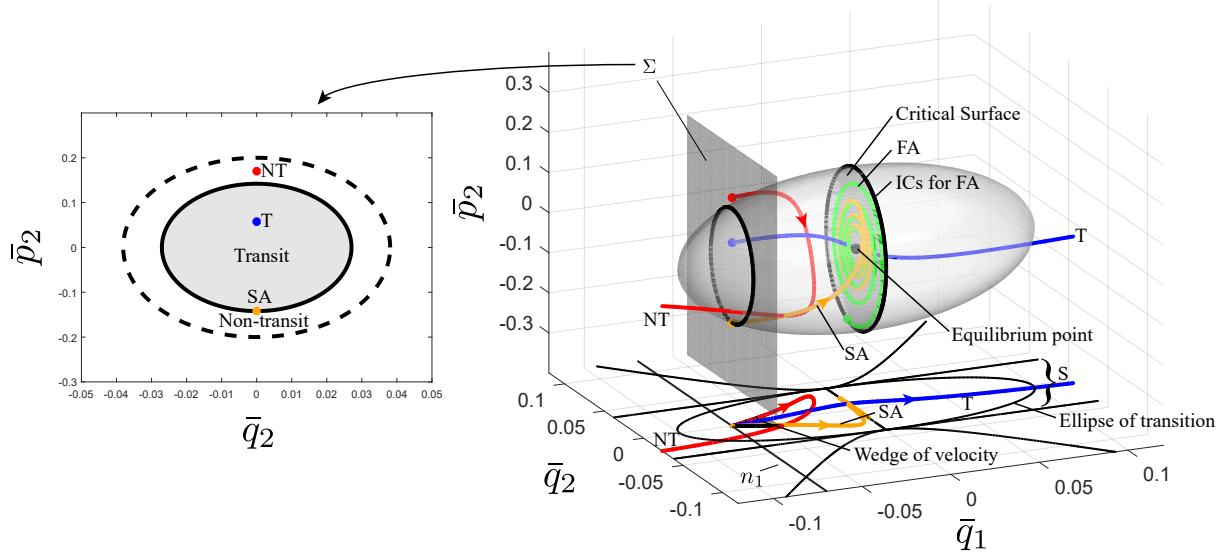 Σ
0.3
0.2
0.1
0
-0.1
-0.2
-0.3
p̄₂
Critical Surface
FA
ICs for FA
T
NT
SA
Equilibrium point
S
T
SA
NT
Ellipse of transition
Wedge of velocity
n₁
0.1
0.05
0
-0.05
-0.1
q̄₂
-0.1
-0.05
0
0.05
0.1
q̄₁
0.2
0.1
0
-0.1
-0.2
-0.3
p̄₂
NT
T
Transit
SA
Non-transit
-0.05
-0.04
-0.03
-0.02
-0.01
0
0.01
0.02
0.03
0.04
0.05
q̄₂